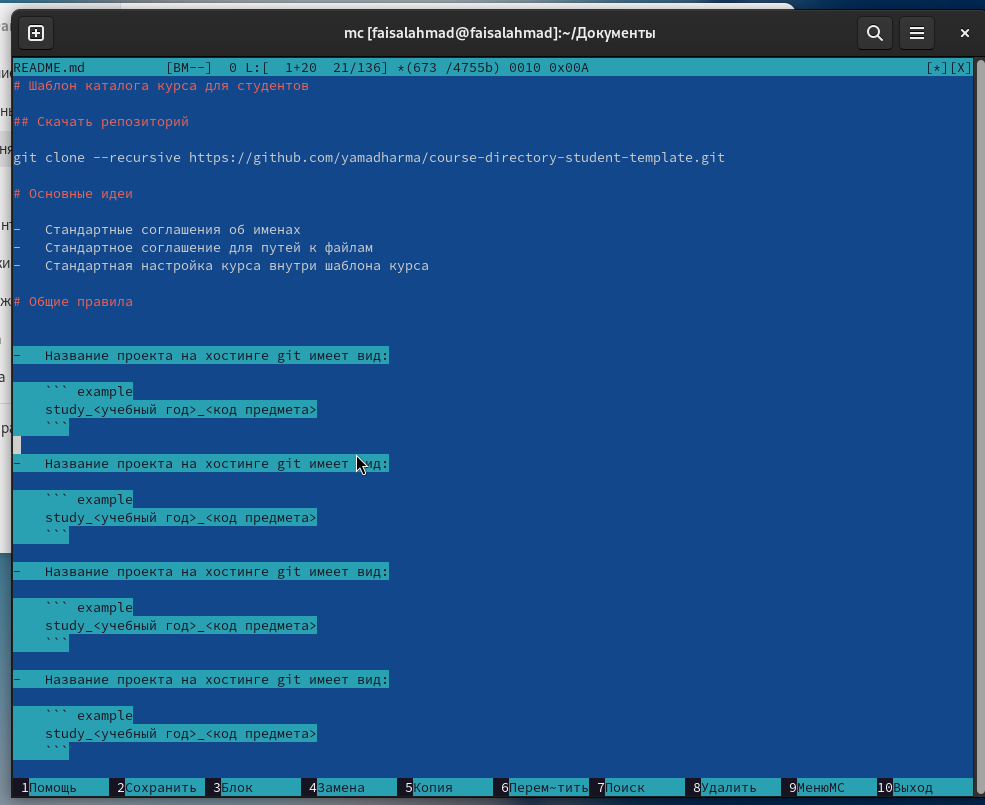 mc [faisalahmad@faisalahmad]:~/Документы
README.md [BM--] 0 L:[ 1+20 21/136] *(673 /4755b) 0010 0x00A [*][X]
# Шаблон каталога курса для студентов
## Скачать репозиторий
git clone --recursive https://github.com/yamadharma/course-directory-student-template.git
# Основные идеи
- Стандартные соглашения об именах
- Стандартное соглашение для путей к файлам
- Стандартная настройка курса внутри шаблона курса
# Общие правила
- Название проекта на хостинге git имеет вид:
``` example
study_<учебный год>_<код предмета>
```
- Название проекта на хостинге git имеет вид:
``` example
study_<учебный год>_<код предмета>
```
- Название проекта на хостинге git имеет вид:
``` example
study_<учебный год>_<код предмета>
```
- Название проекта на хостинге git имеет вид:
``` example
study_<учебный год>_<код предмета>
```
1Помощь 2Сохранить 3Блок 4Замена 5Копия 6Перем~тить 7Поиск 8Удалить 9МенюMC 10Выход